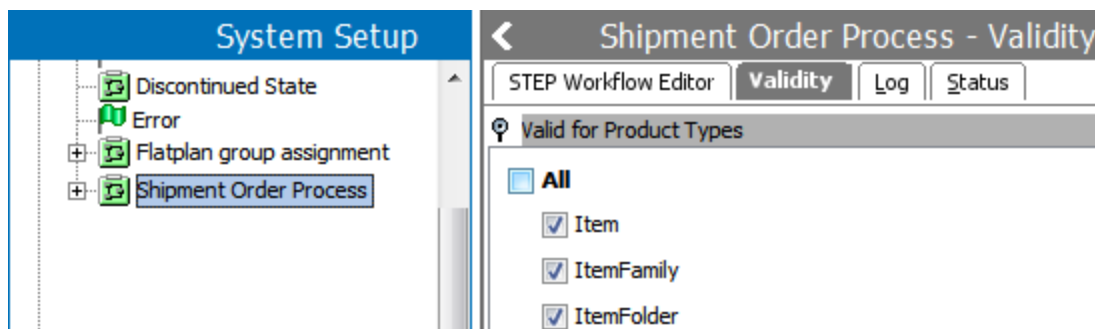 System Setup
Discontinued State
Error
Flatplan group assignment
Shipment Order Process
Shipment Order Process - Validity
STEP Workflow Editor Validity Log Status
Valid for Product Types
All
Item
ItemFamily
ItemFolder